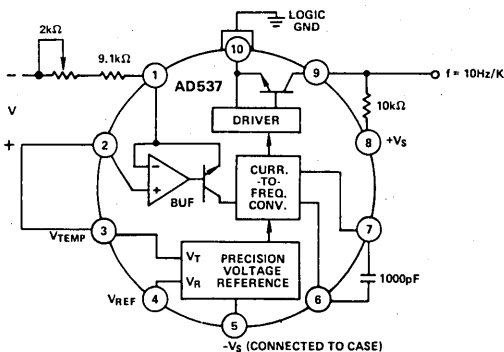 LOGIC
GND
2kΩ
9.1kΩ
10
1
AD537
9
f = 10Hz/K
–
V
+
10kΩ
DRIVER
2
8
+VS
–
+
BUF
CURR.
-TO-
FREQ.
CONV.
7
VTEMP
3
VT
VR
PRECISION
VOLTAGE
REFERENCE
1000pF
VREF
4
6
5
-VS (CONNECTED TO CASE)